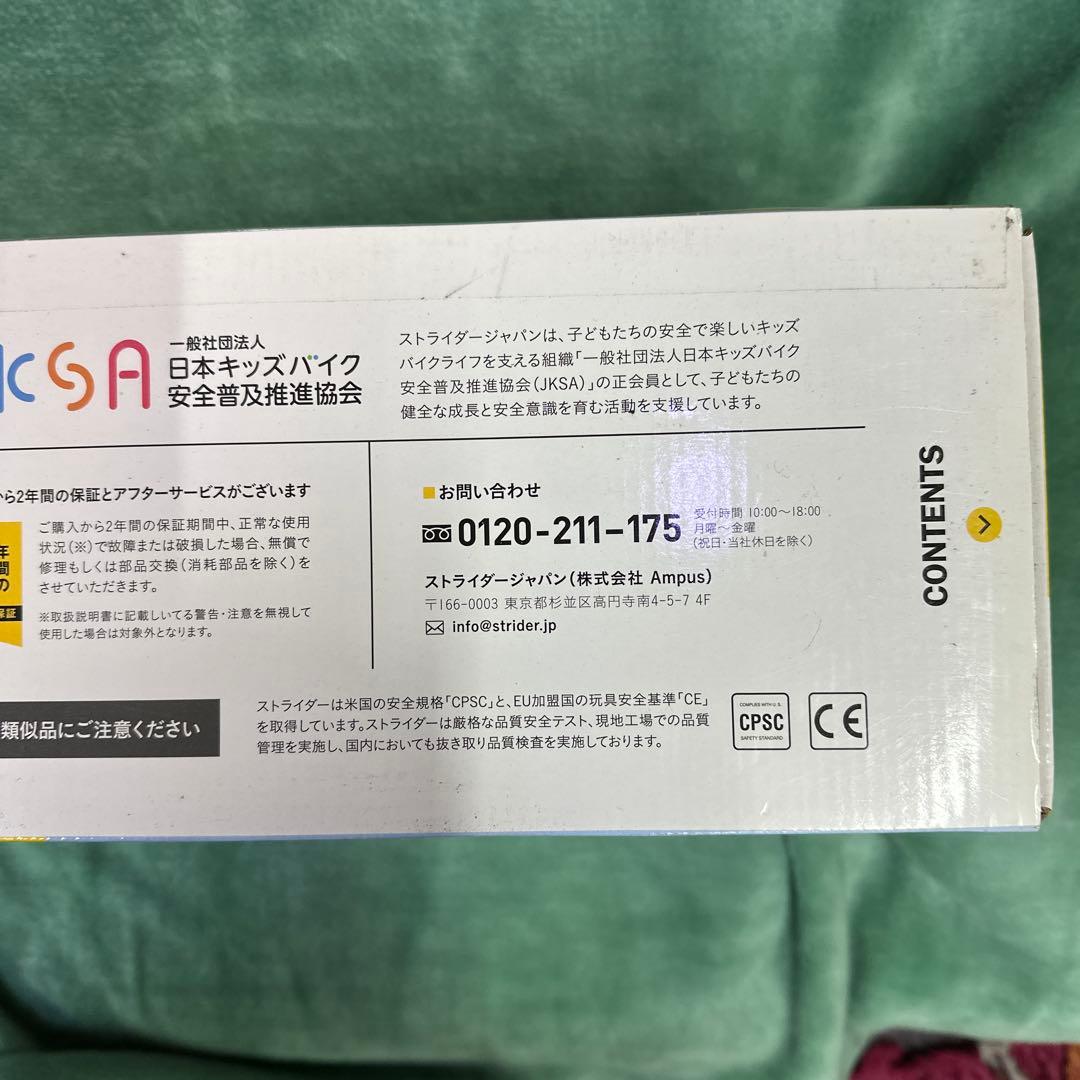 KSA
一般社団法人
日本キッズバイク
安全普及推進協会
ストライダージャパンは、子どもたちの安全で楽しいキッズ
バイクライフを支える組織「一般社団法人日本キッズバイク
安全普及推進協会（JKSA）」の正会員として、子どもたちの
健全な成長と安全意識を育む活動を支援しています。
から2年間の保証とアフターサービスがございます
年
間
の
保証
ご購入から2年間の保証期間中、正常な使用
状況（※）で故障または破損した場合、無償で
修理もしくは部品交換（消耗部品を除く）を
させていただきます。
※取扱説明書に記載しいてる警告・注意を無視して
使用した場合は対象外となります。
■お問い合わせ
0120-211-175
受付時間 10:00〜18:00
月曜〜金曜
（祝日・当社休日を除く）
ストライダージャパン（株式会社 Ampus）
〒166-0003 東京都杉並区高円寺南4-5-7 4F
info@strider.jp
CONTENTS
類似品にご注意ください
ストライダーは米国の安全規格「CPSC」と、EU加盟国の玩具安全基準「CE」
を取得しています。ストライダーは厳格な品質安全テスト、現地工場での品質
管理を実施し、国内においても抜き取り品質検査を実施しております。
COMPLIES WITH U.S.
CPSC
SAFETY STANDARD
CE